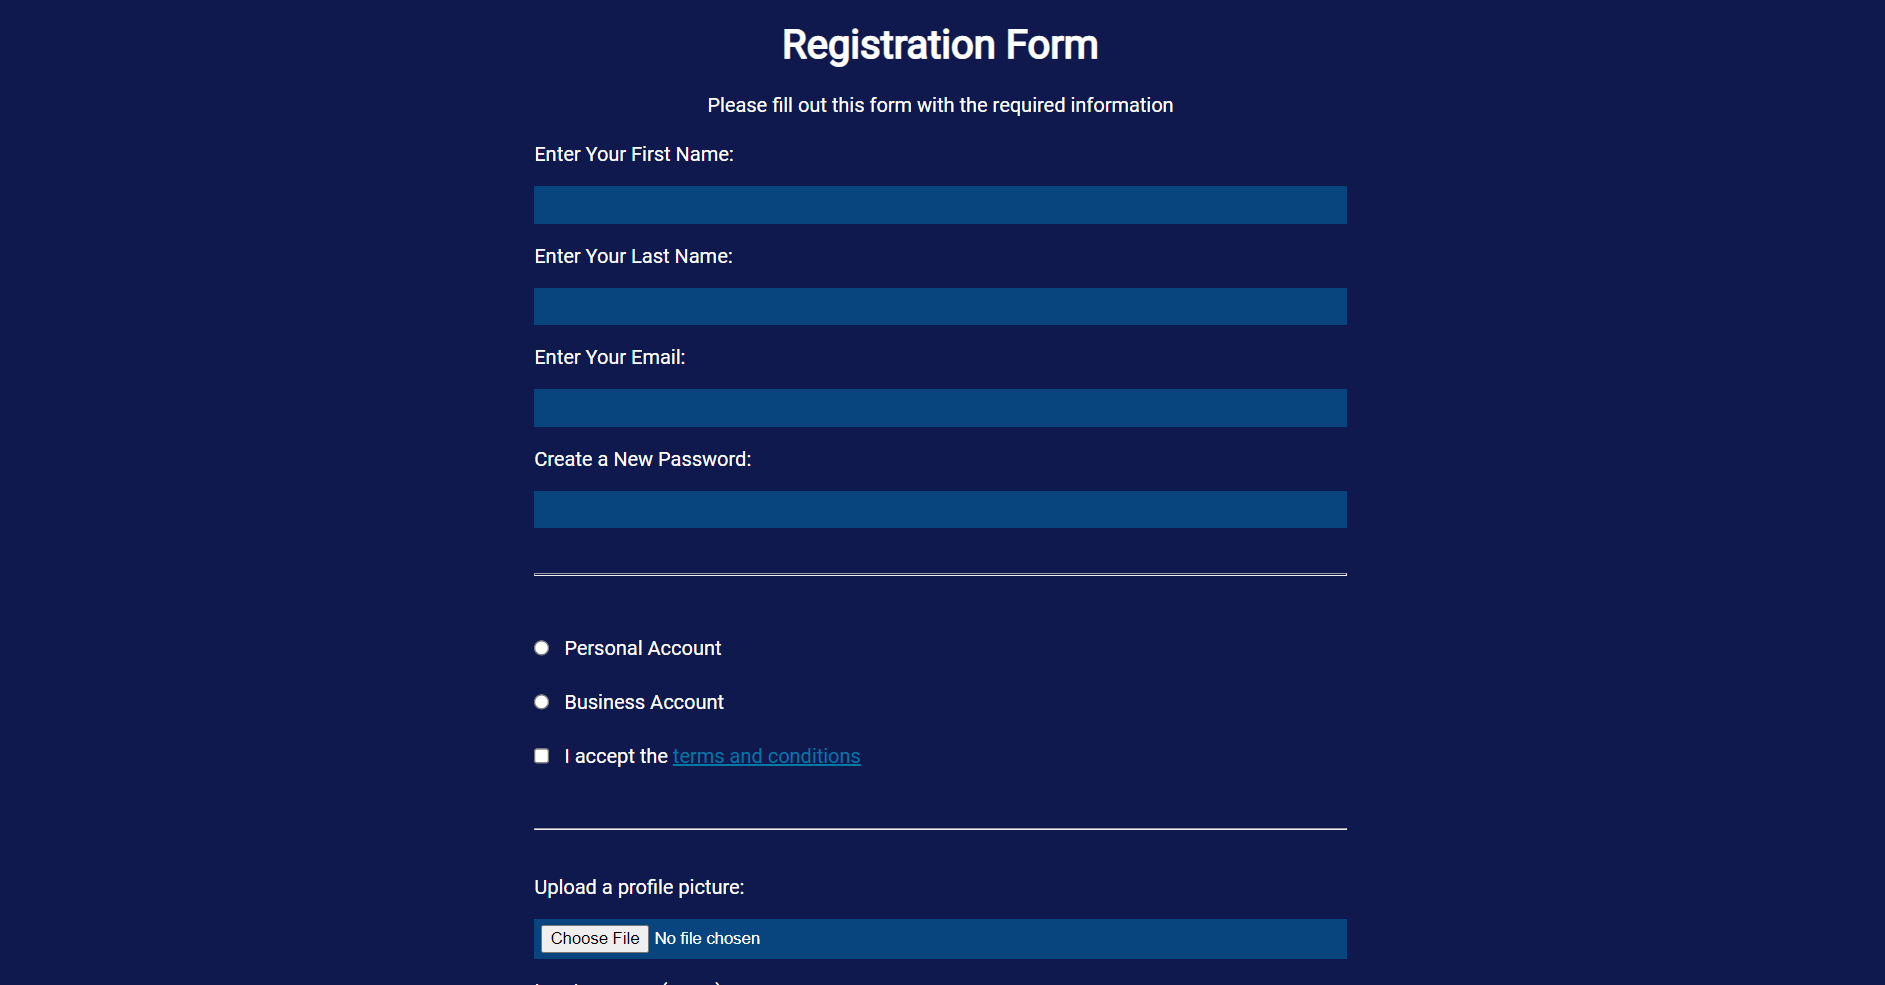 Registration Form
Please fill out this form with the required information
Enter Your First Name:
Enter Your Last Name:
Enter Your Email:
Create a New Password:
Personal Account
Business Account
I accept the terms and conditions
Upload a profile picture:
Choose File No file chosen